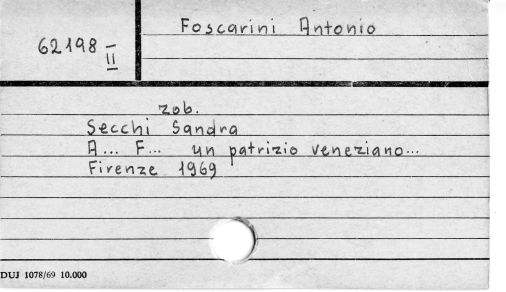 Foscarini Antonio
62198 II
zob.
Secchi Sandra
A... F... un patrizio veneziano...
Firenze 1969
DUJ 1078/69 10.000